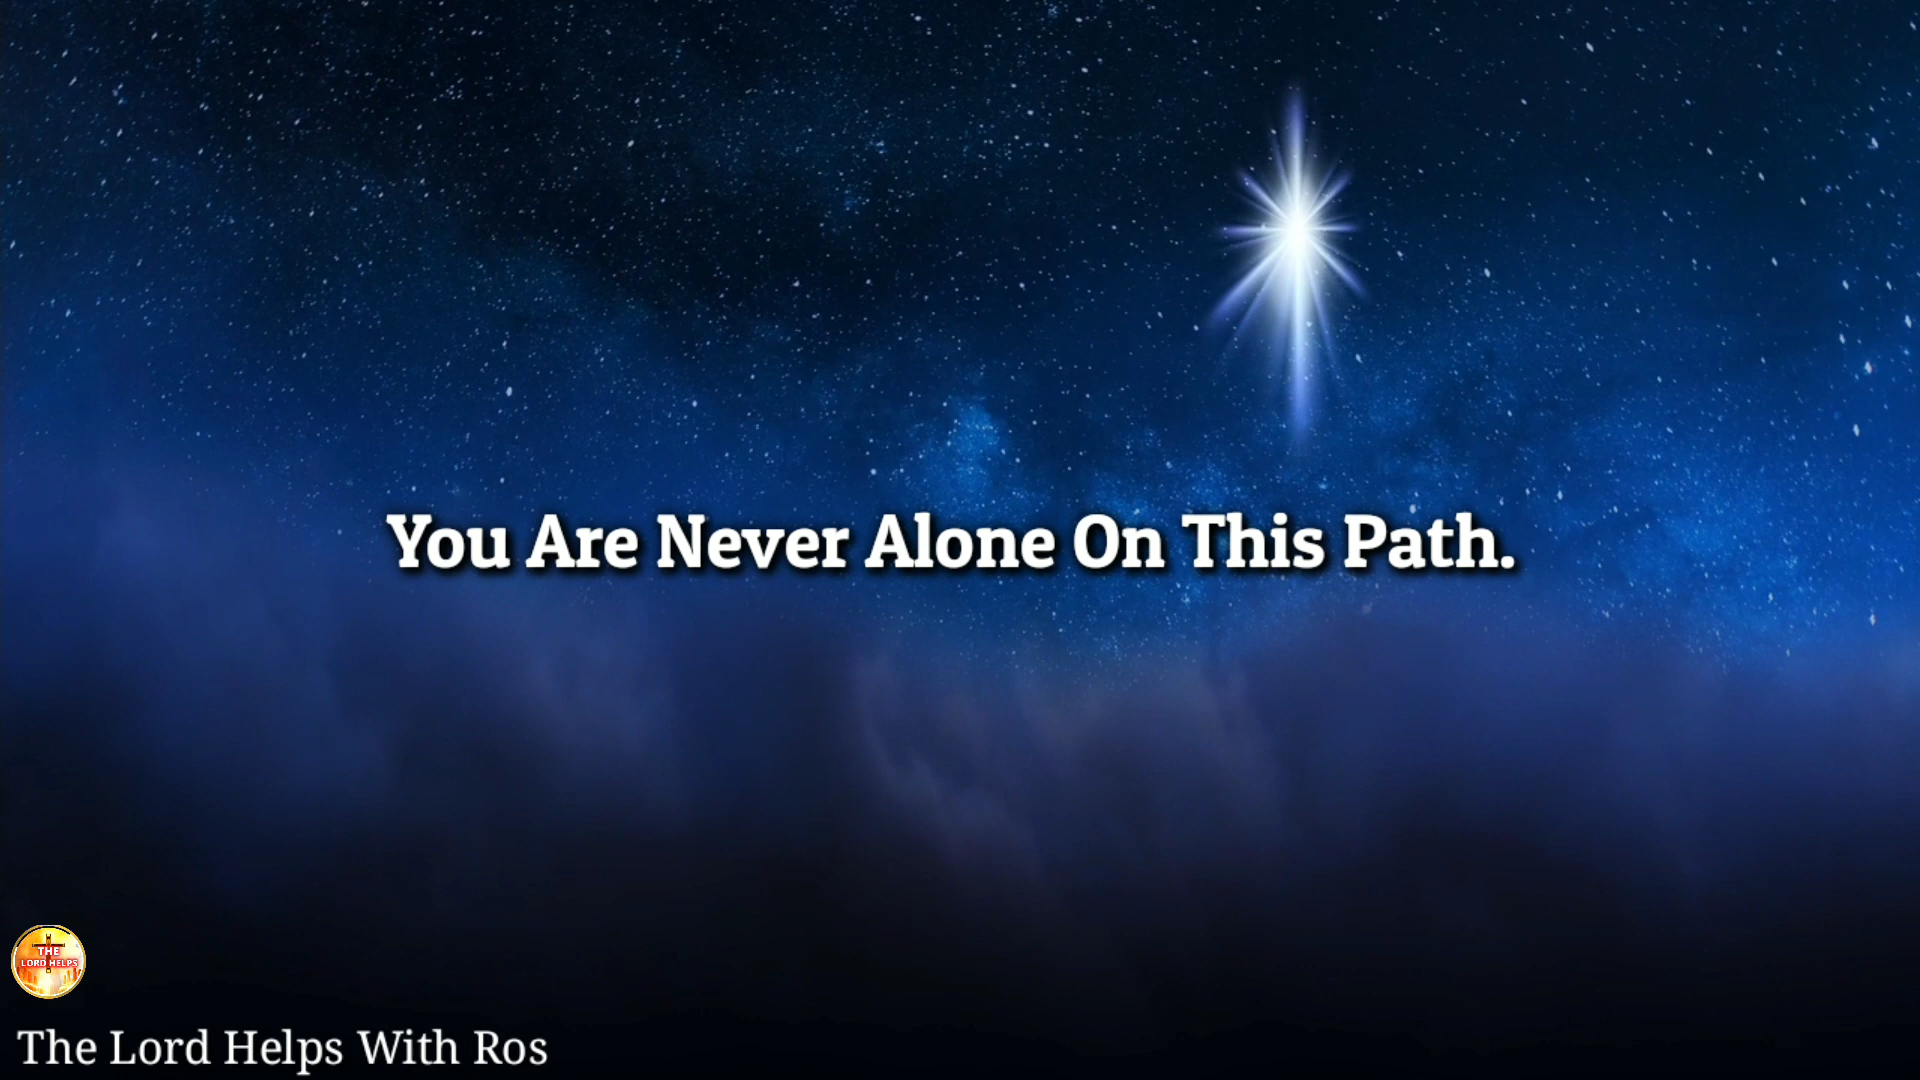 You Are Never Alone On This Path.
THE
LORD HELPS
The Lord Helps With Ros